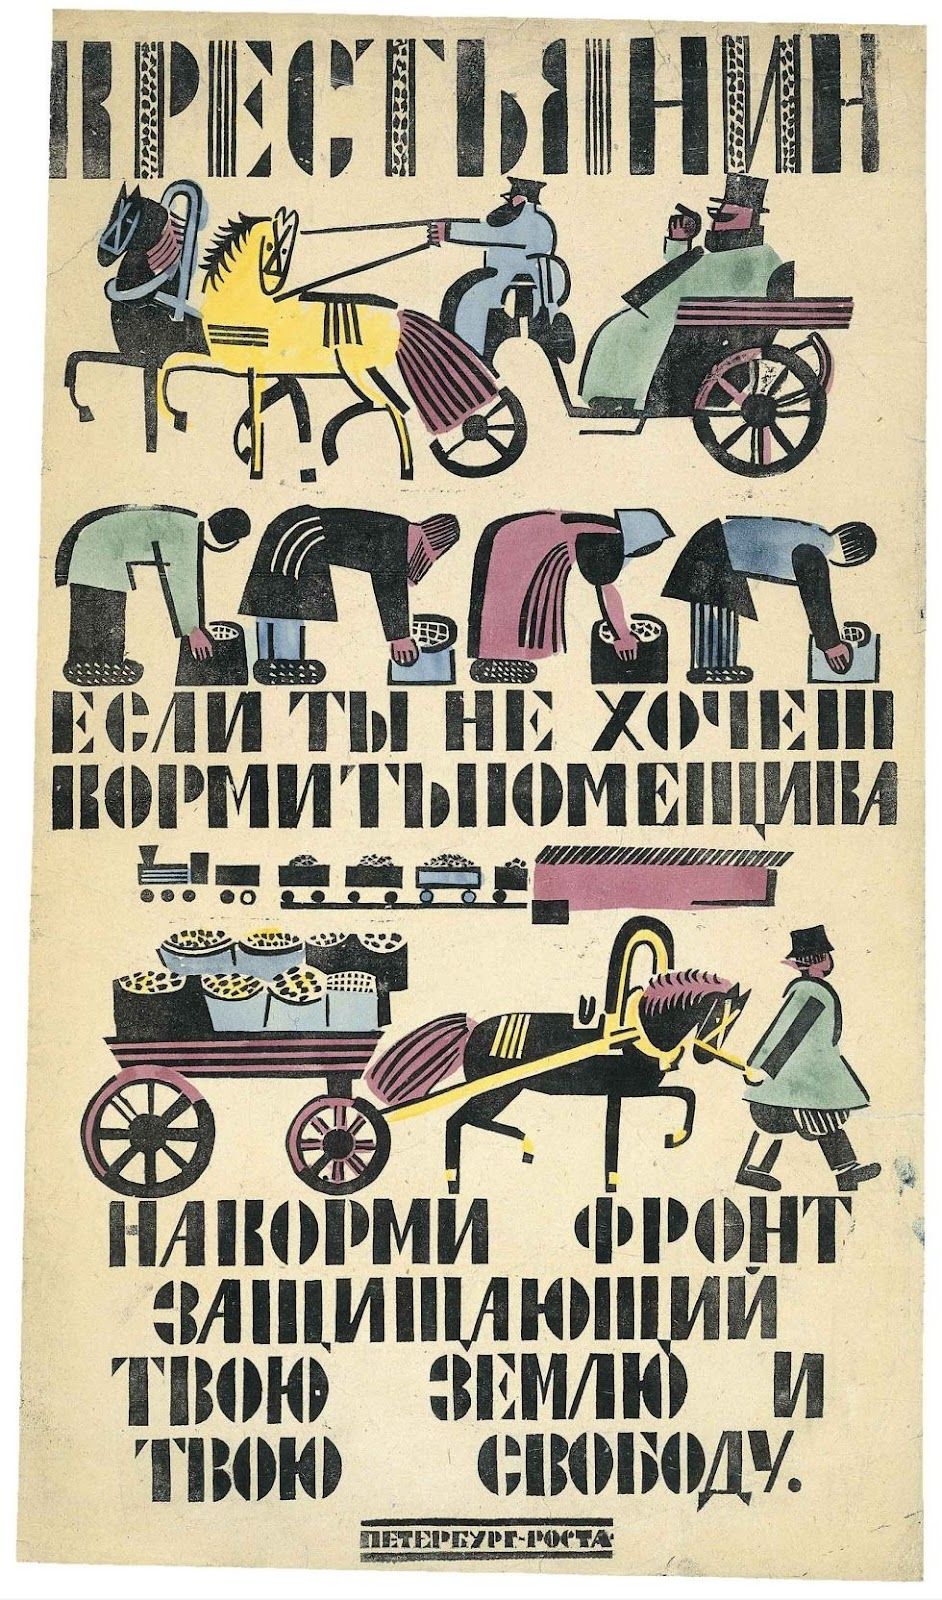 КРЕСТЬЯНИН
ЕСЛИ ТЫ НЕ ХОЧЕШ
КОРМИТЬ ПОМЕЩИКА
НАКОРМИ ФРОНТ
ЗАЩИЩАЮЩИЙ
ТВОЮ ЗЕМЛЮ И
ТВОЮ СВОБОДУ.
ПЕТЕРБУРГ-РОСТА